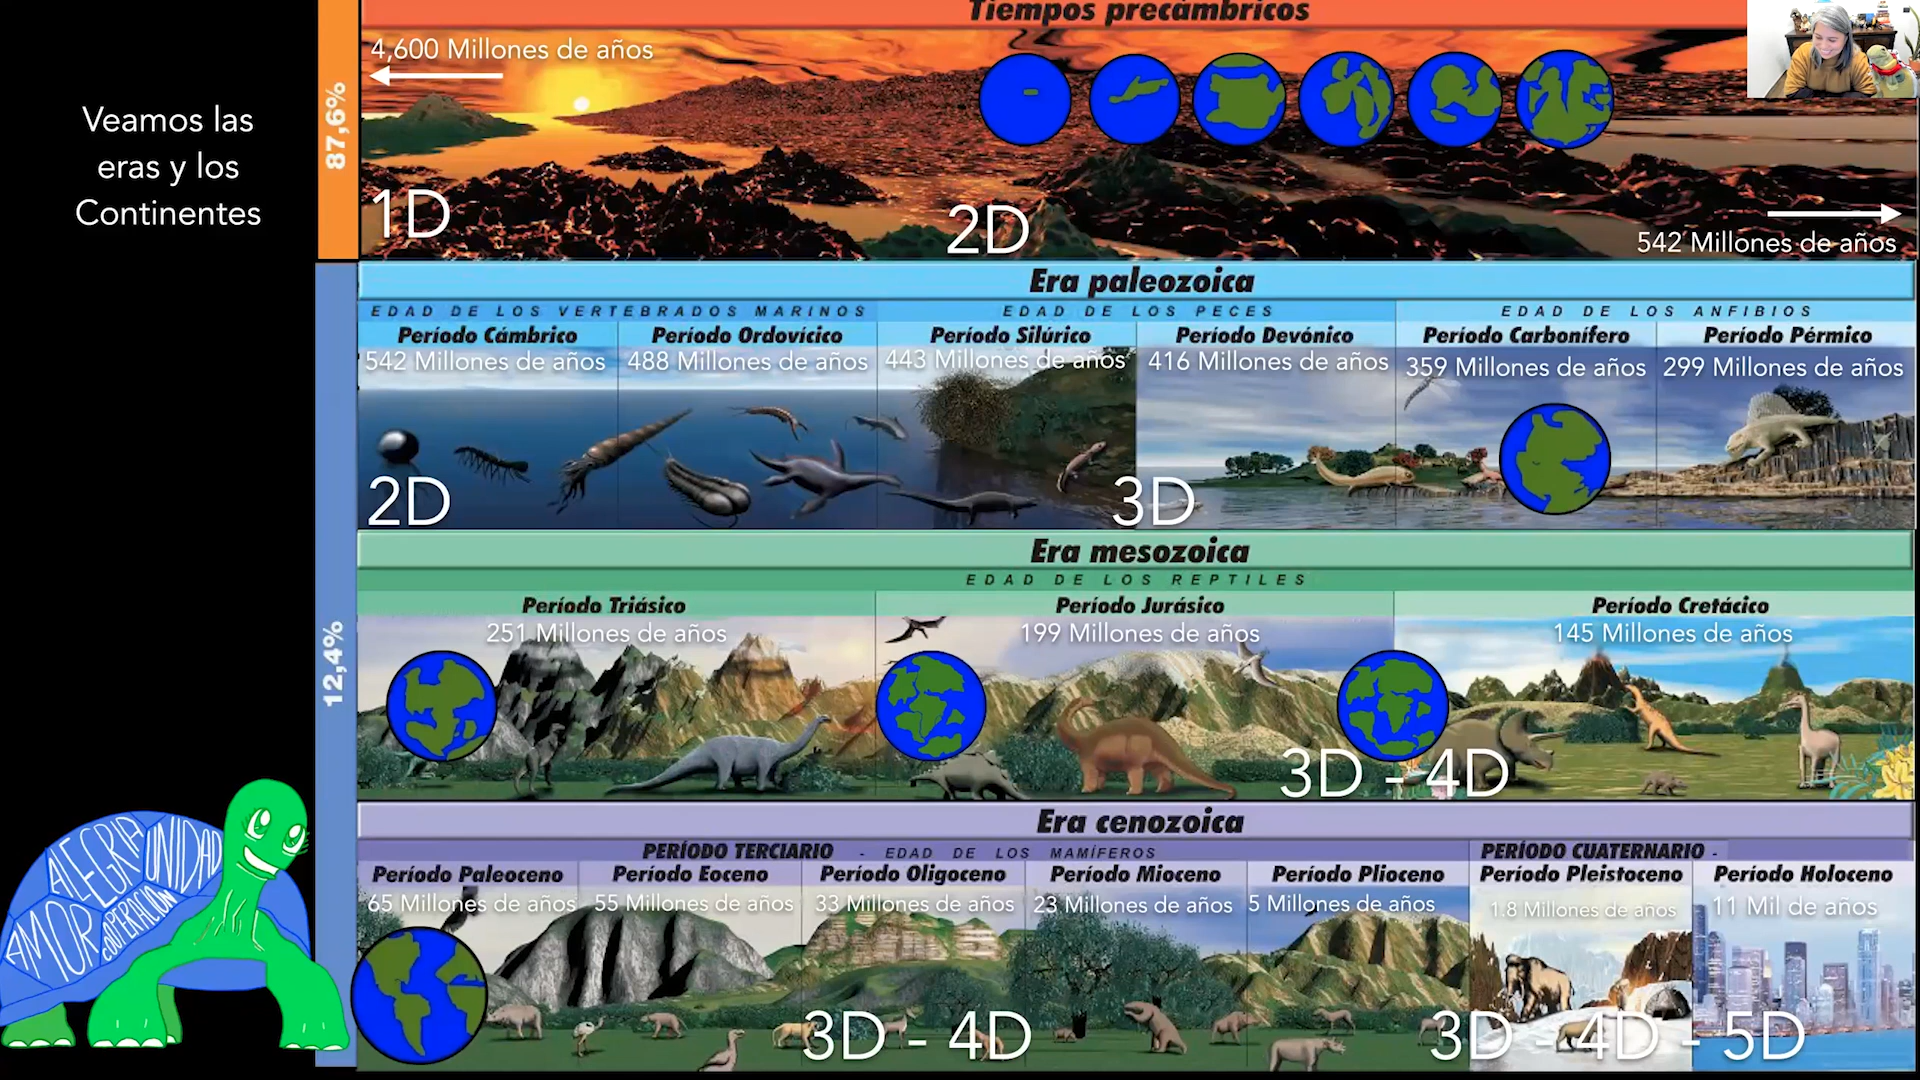 Veamos las
eras y los
Continentes
Tiempos precámbricos
4,600 Millones de años
87,6%
1D
2D
542 Millones de años
Era paleozoica
EDAD DE LOS VERTEBRADOS MARINOS
EDAD DE LOS PECES
EDAD DE LOS ANFIBIOS
Período Cámbrico
Período Ordovícico
Período Silúrico
Período Devónico
Período Carbonífero
Período Pérmico
542 Millones de años
488 Millones de años
443 Millones de años
416 Millones de años
359 Millones de años
299 Millones de años
2D
3D
Era mesozoica
EDAD DE LOS REPTILES
Período Triásico
Período Jurásico
Período Cretácico
251 Millones de años
199 Millones de años
145 Millones de años
12,4%
3D - 4D
Era cenozoica
PERÍODO TERCIARIO - EDAD DE LOS MAMÍFEROS
PERÍODO CUATERNARIO -
Período Paleoceno
Período Eoceno
Período Oligoceno
Período Mioceno
Período Plioceno
Período Pleistoceno
Período Holoceno
65 Millones de años
55 Millones de años
33 Millones de años
23 Millones de años
5 Millones de años
1.8 Millones de años
11 Mil de años
3D - 4D
3D - 4D - 5D
ALEGRIA
UNIDAD
AMOR
COOPERACIÓN